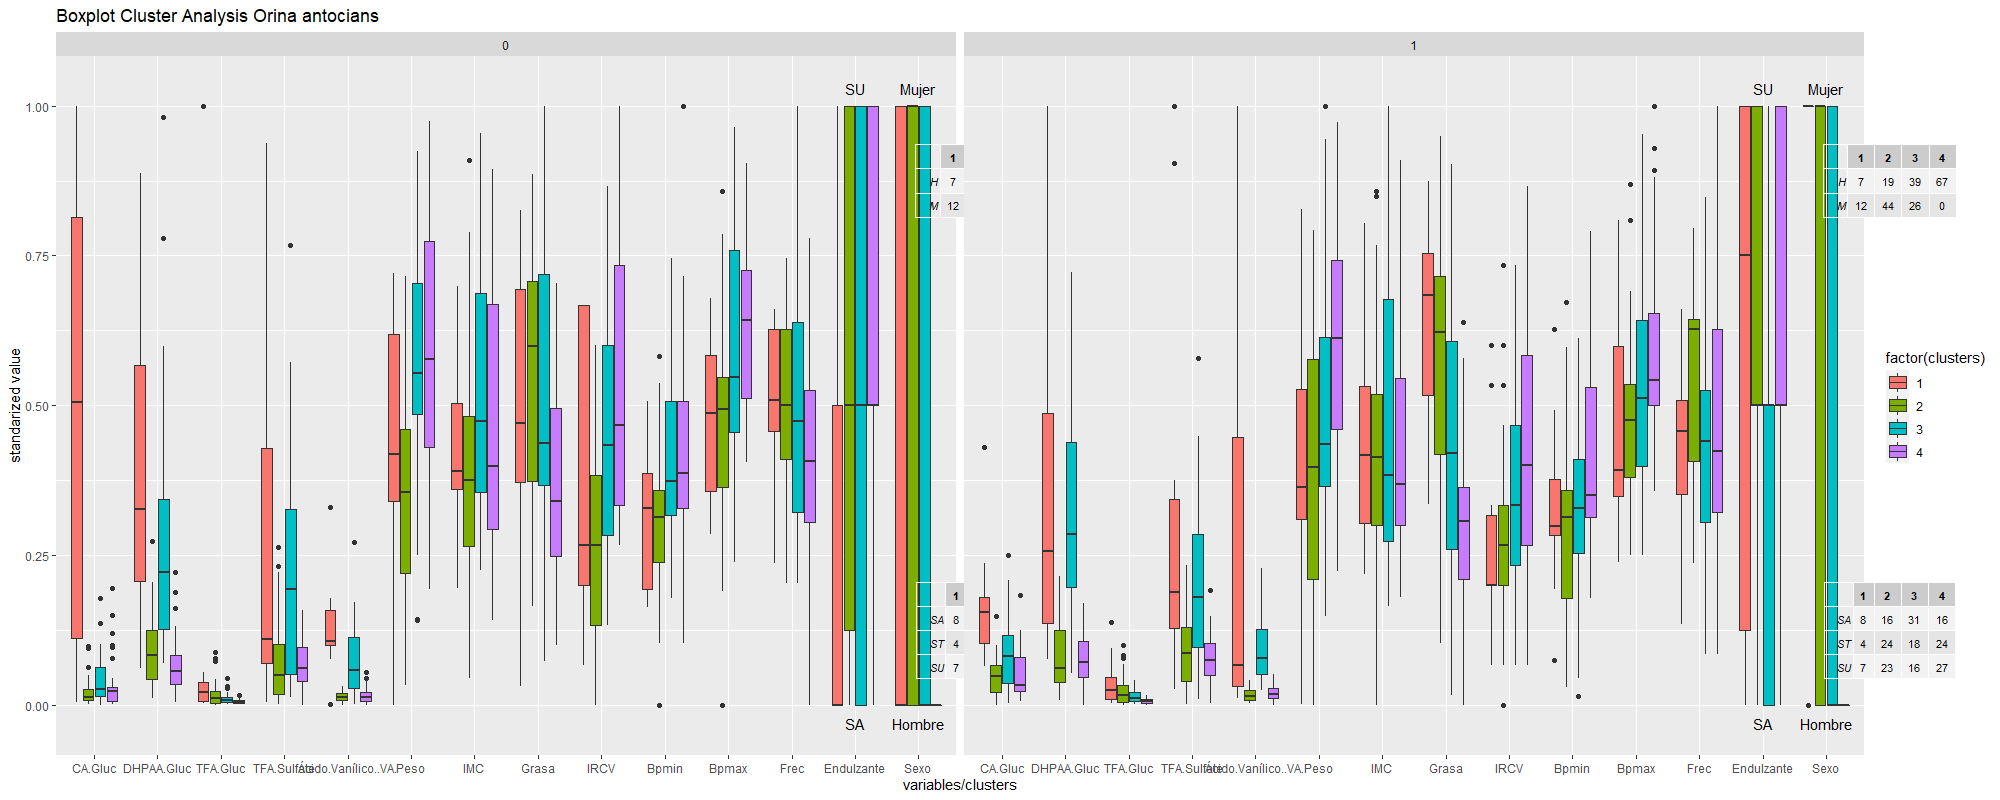 Boxplot Cluster Analysis Orina antocians
0
1
SU Mujer
SU Mujer
1.00
0.75
0.50
0.25
0.00
standarized value
1
H 7
M 12
1
SA 8
ST 4
SU 7
SA Hombre
1 2 3 4
H 7 19 39 67
M 12 44 26 0
1 2 3 4
SA 8 16 31 16
ST 4 24 18 24
SU 7 23 16 27
SA Hombre
CA.Gluc DHPAA.Gluc TFA.Gluc TFA.Sulfato Ácido.Vanílico..VA. Peso IMC Grasa IRCV Bpmin Bpmax Frec Endulzante Sexo
CA.Gluc DHPAA.Gluc TFA.Gluc TFA.Sulfato Ácido.Vanílico..VA. Peso IMC Grasa IRCV Bpmin Bpmax Frec Endulzante Sexo
variables/clusters
factor(clusters)
1
2
3
4